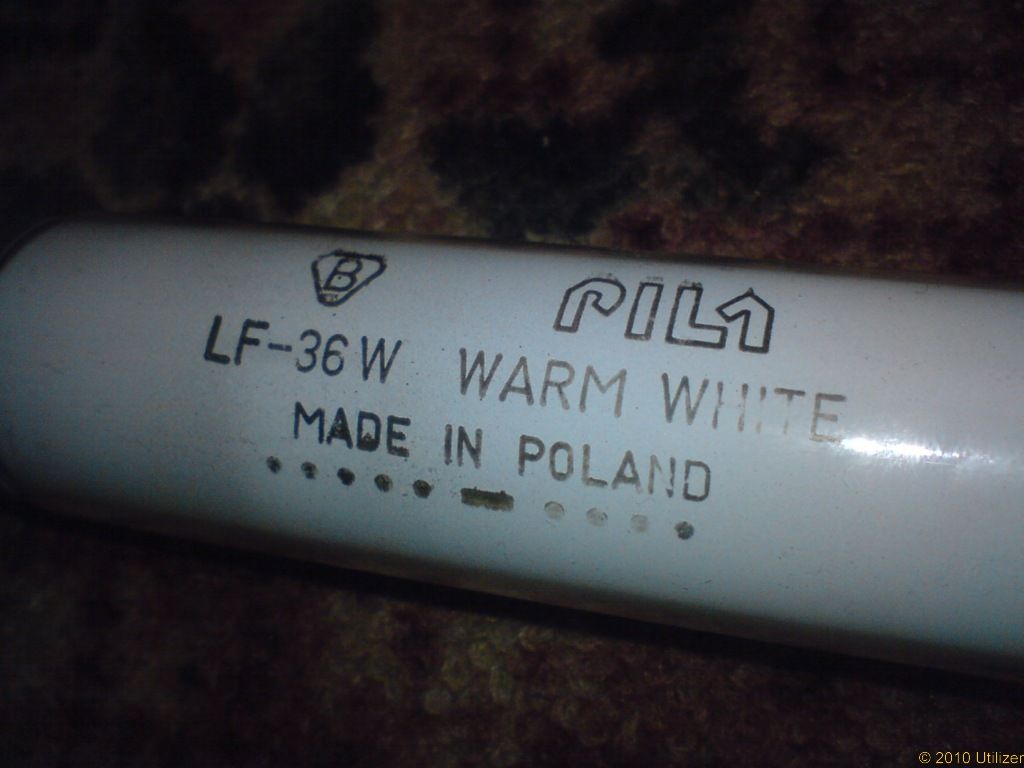 B
PILA
LF-36W WARM WHITE
MADE IN POLAND
© 2010 Utilizer